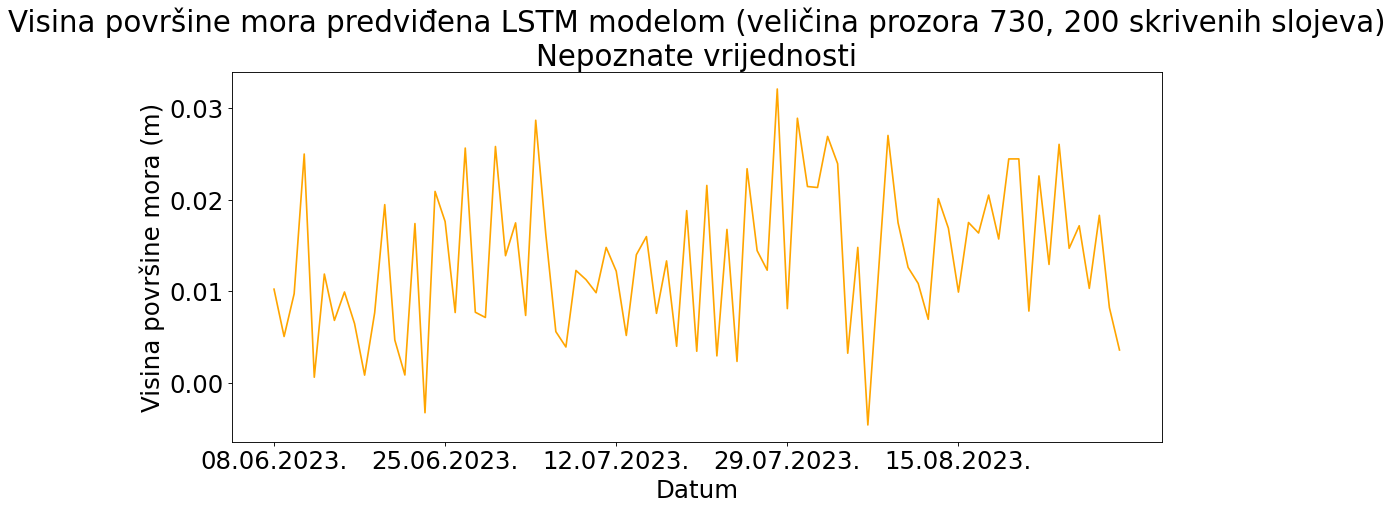 Visina površine mora predviđena LSTM modelom (veličina prozora 730, 200 skrivenih slojeva)
Nepoznate vrijednosti
Visina površine mora (m)
0.03
0.02
0.01
0.00
08.06.2023. 25.06.2023. 12.07.2023. 29.07.2023. 15.08.2023.
Datum